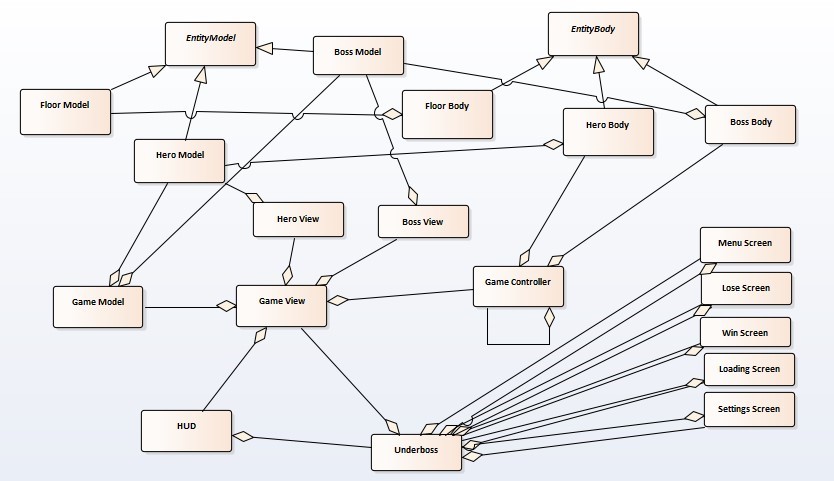 EntityModel
EntityBody
Boss Model
Floor Model
Floor Body
Hero Body
Boss Body
Hero Model
Hero View
Boss View
Menu Screen
Game Controller
Lose Screen
Game Model
Game View
Win Screen
Loading Screen
Settings Screen
HUD
Underboss